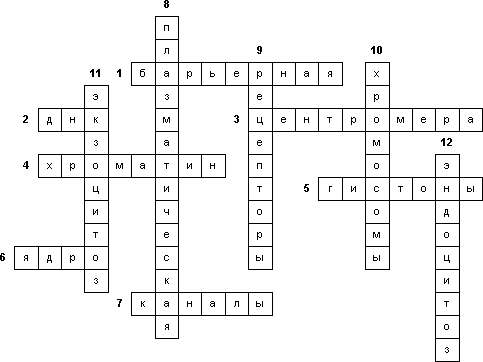 8 плазматическая
9 рецепторы
10 хромосомы
11 экзоцитоз
1 барьерная
2 днк
3 центромера
12 эндоцитоз
4 хроматин
5 гистоны
6 ядро
7 каналы